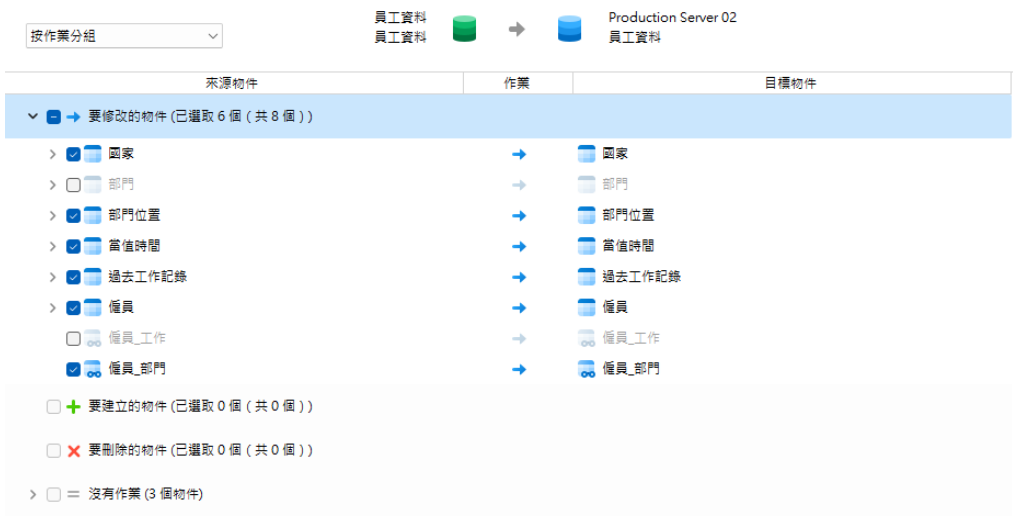 按作業分組
員工資料
員工資料
Production Server 02
員工資料
來源物件 作業 目標物件
要修改的物件 (已選取 6 個 ( 共 8 個 ) )
國家 國家
部門 部門
部門位置 部門位置
當值時間 當值時間
過去工作記錄 過去工作記錄
僱員 僱員
僱員_工作 僱員_工作
僱員_部門 僱員_部門
要建立的物件 (已選取 0 個 ( 共 0 個 ) )
要刪除的物件 (已選取 0 個 ( 共 0 個 ) )
沒有作業 (3 個物件)